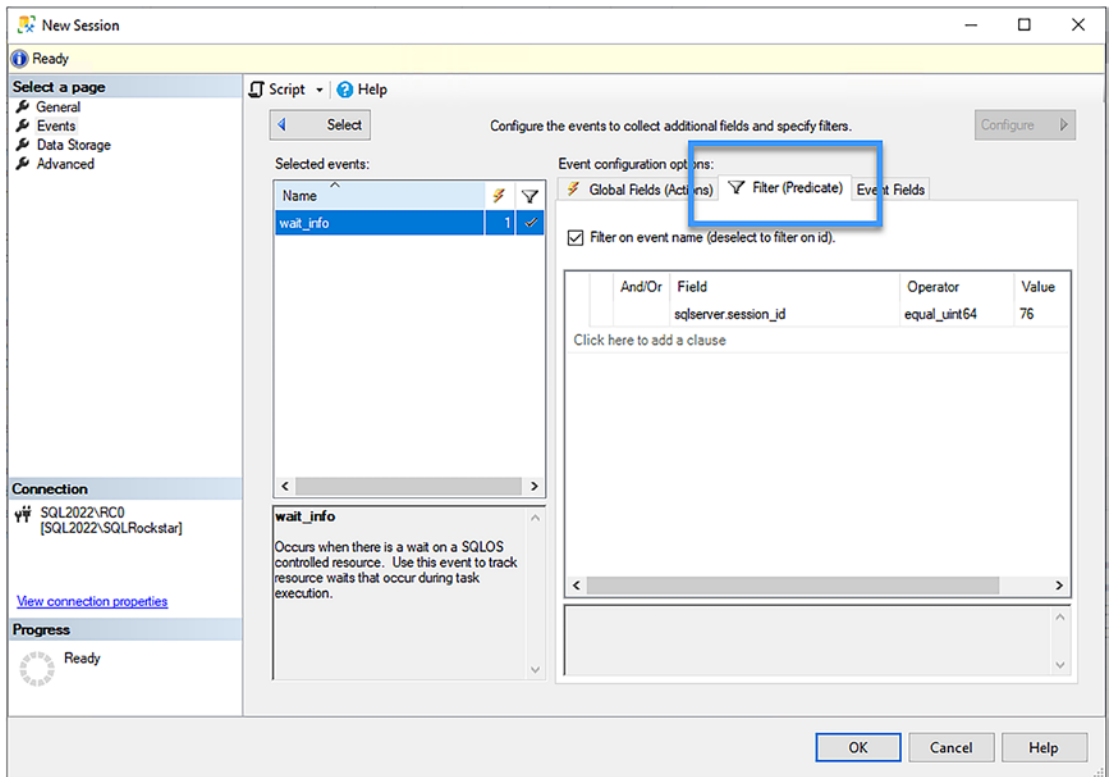 New Session
Ready
Select a page
General
Events
Data Storage
Advanced
Connection
SQL2022\RC0
[SQL2022\SQLRockstar]
View connection properties
Progress
Ready
Script Help
Select
Configure the events to collect additional fields and specify filters.
Configure
Selected events:
Name
wait_info 1
wait_info
Occurs when there is a wait on a SQLOS
controlled resource. Use this event to track
resource waits that occur during task
execution.
Event configuration options:
Global Fields (Actions) Filter (Predicate) Event Fields
Filter on event name (deselect to filter on id).
And/Or Field Operator Value
sqlserver.session_id equal_uint64 76
Click here to add a clause
OK Cancel Help